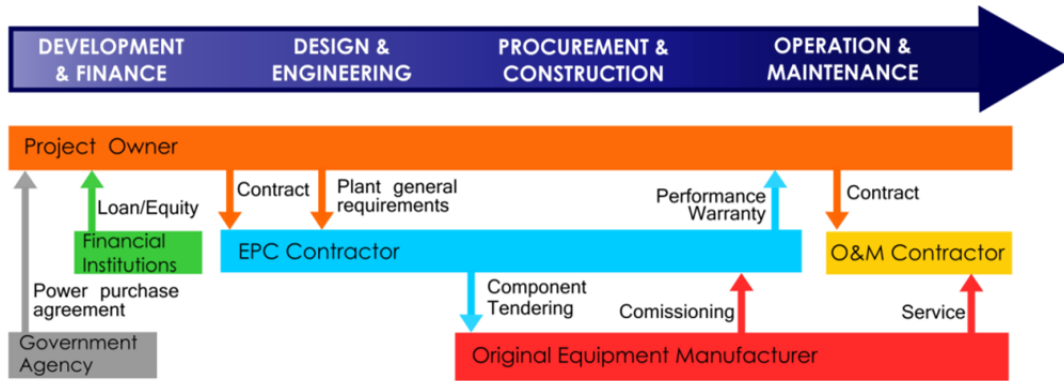 DEVELOPMENT
& FINANCE
DESIGN &
ENGINEERING
PROCUREMENT &
CONSTRUCTION
OPERATION &
MAINTENANCE
Project Owner
Loan/Equity
Contract
Plant general
requirements
Performance
Warranty
Contract
Financial
Institutions
EPC Contractor
O&M Contractor
Power purchase
agreement
Component
Tendering
Comissioning
Service
Government
Agency
Original Equipment Manufacturer